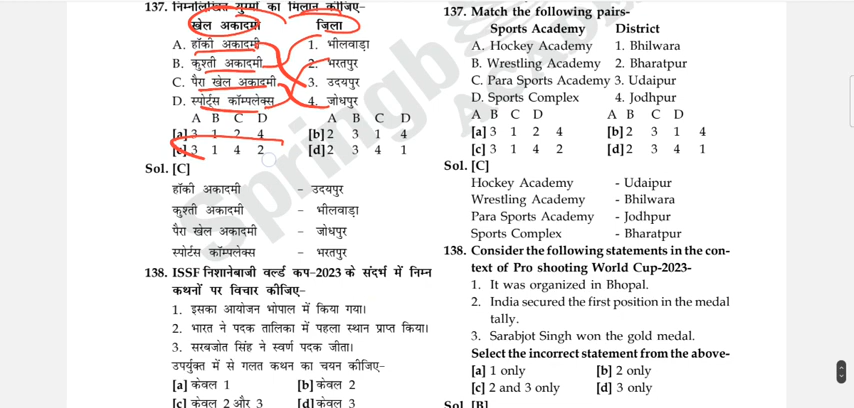 137. निम्नलिखित युग्मों का मिलान कीजिए–
खेल अकादमी जिला
A. हॉकी अकादमी 1. भीलवाड़ा
B. कुश्ती अकादमी 2. भरतपुर
C. पैरा खेल अकादमी 3. उदयपुर
D. स्पोर्ट्स कॉम्पलेक्स 4. जोधपुर
A B C D A B C D
[a] 3 1 2 4 [b] 2 3 1 4
[c] 3 1 4 2 [d] 2 3 4 1
Sol. [C]
हॉकी अकादमी – उदयपुर
कुश्ती अकादमी – भीलवाड़ा
पैरा खेल अकादमी – जोधपुर
स्पोर्टस कॉम्पलेक्स – भरतपुर
138. ISSF निशानेबाजी वर्ल्ड कप-2023 के संदर्भ में निम्न
कथनों पर विचार कीजिए–
1. इसका आयोजन भोपाल में किया गया।
2. भारत ने पदक तालिका में पहला स्थान प्राप्त किया।
3. सरबजोत सिंह ने स्वर्ण पदक जीता।
उपर्युक्त में से गलत कथन का चयन कीजिए–
[a] केवल 1 [b] केवल 2
[c] केवल 2 और 3 [d] केवल 3
137. Match the following pairs-
Sports Academy District
A. Hockey Academy 1. Bhilwara
B. Wrestling Academy 2. Bharatpur
C. Para Sports Academy 3. Udaipur
D. Sports Complex 4. Jodhpur
A B C D A B C D
[a] 3 1 2 4 [b] 2 3 1 4
[c] 3 1 4 2 [d] 2 3 4 1
Sol. [C]
Hockey Academy - Udaipur
Wrestling Academy - Bhilwara
Para Sports Academy - Jodhpur
Sports Complex - Bharatpur
138. Consider the following statements in the con-
text of Pro shooting World Cup-2023-
1. It was organized in Bhopal.
2. India secured the first position in the medal
tally.
3. Sarabjot Singh won the gold medal.
Select the incorrect statement from the above-
[a] 1 only [b] 2 only
[c] 2 and 3 only [d] 3 only
Sol. [B]